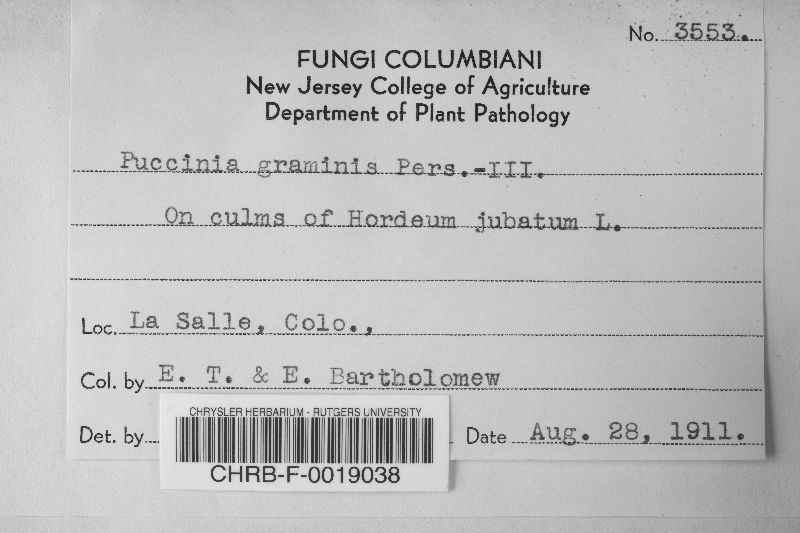 No. 3553.
FUNGI COLUMBIANI
New Jersey College of Agriculture
Department of Plant Pathology
Puccinia graminis Pers.-III.
On culms of Hordeum jubatum L.
Loc. La Salle, Colo.,
Col. by E. T. & E. Bartholomew
Det. by
Date Aug. 28, 1911.
CHRYSLER HERBARIUM - RUTGERS UNIVERSITY
CHRB-F-0019038